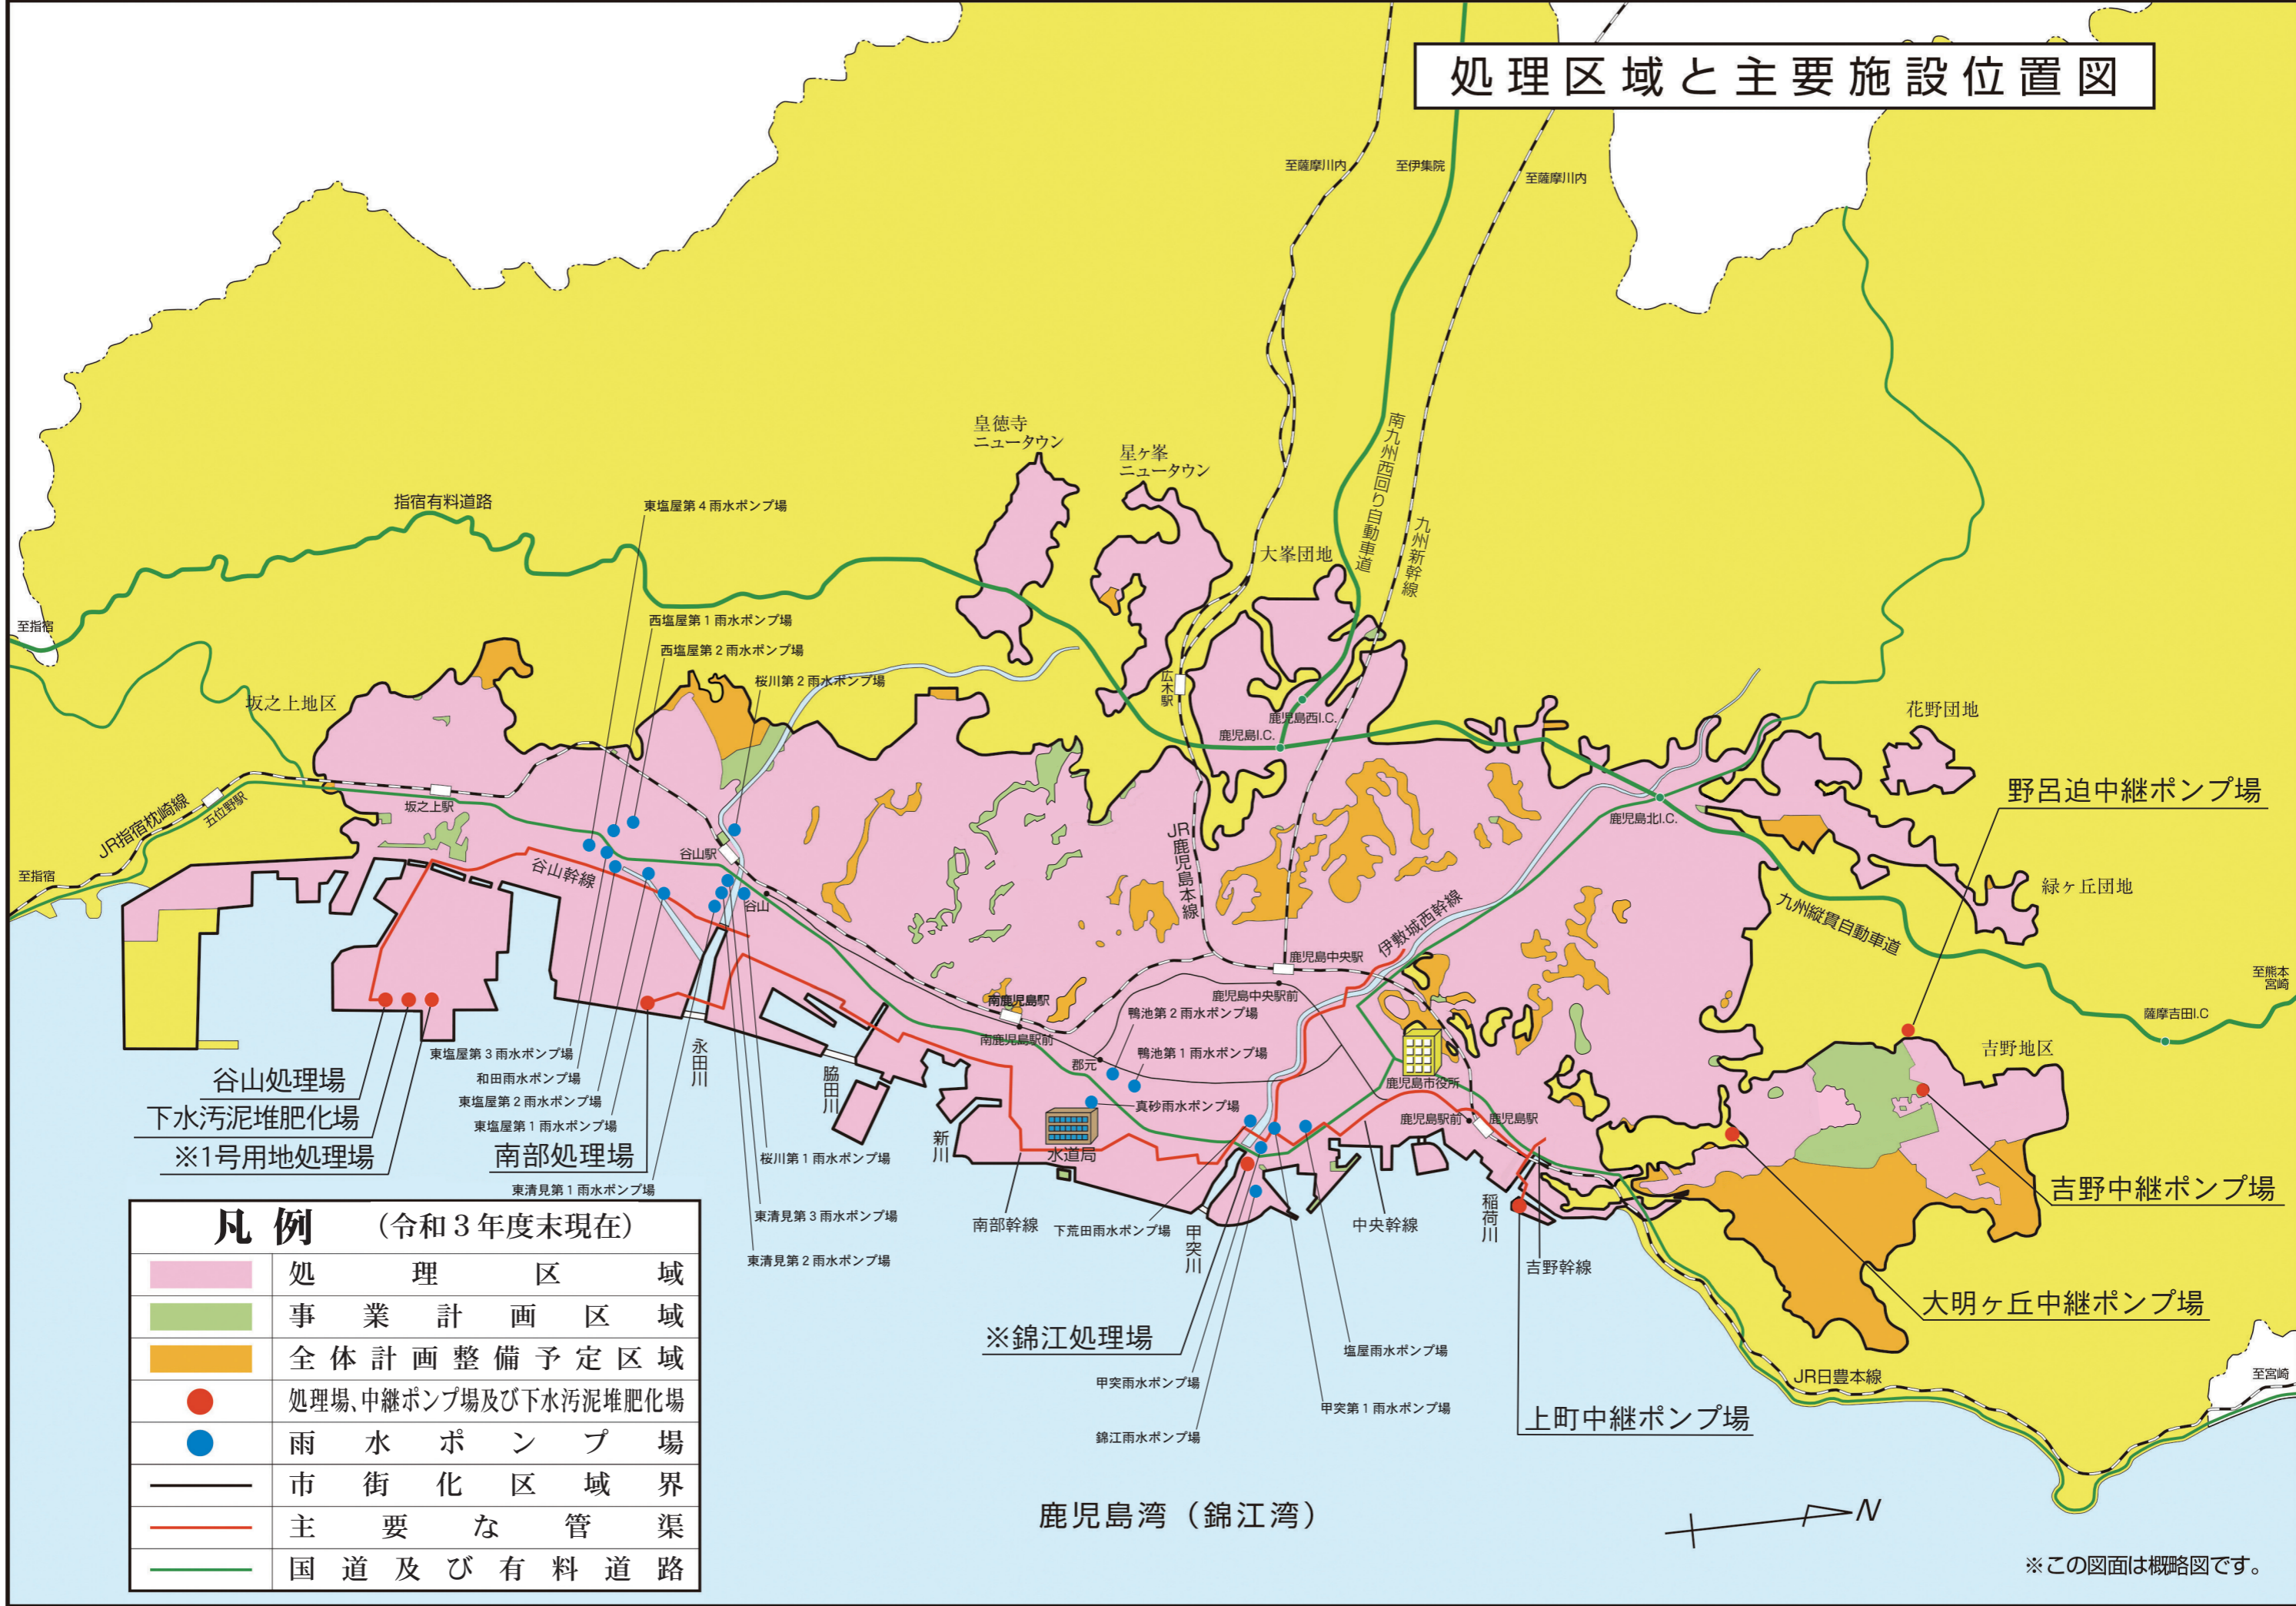 処理区域と主要施設位置図
至薩摩川内
至伊集院
至薩摩川内
皇徳寺
ニュータウン
星ヶ峯
ニュータウン
南九州西回り自動車道
九州新幹線
大峯団地
指宿有料道路
東塩屋第4雨水ポンプ場
西塩屋第1雨水ポンプ場
西塩屋第2雨水ポンプ場
桜川第2雨水ポンプ場
至指宿
坂之上地区
広木駅
鹿児島西I.C.
鹿児島I.C.
花野団地
野呂迫中継ポンプ場
JR指宿枕崎線
五位野駅
坂之上駅
谷山駅
JR鹿児島本線
鹿児島北I.C.
至指宿
谷山幹線
谷山
伊敷城西幹線
緑ヶ丘団地
九州縦貫自動車道
鹿児島中央駅
至熊本
宮崎
南鹿児島駅
鹿児島中央駅前
鴨池第2雨水ポンプ場
薩摩吉田I.C
南鹿児島駅前
郡元
鴨池第1雨水ポンプ場
吉野地区
永田川
脇田川
東塩屋第3雨水ポンプ場
和田雨水ポンプ場
東塩屋第2雨水ポンプ場
東塩屋第1雨水ポンプ場
谷山処理場
下水汚泥堆肥化場
※1号用地処理場
南部処理場
東清見第1雨水ポンプ場
真砂雨水ポンプ場
鹿児島市役所
鹿児島駅前
鹿児島駅
新川
水道局
桜川第1雨水ポンプ場
東清見第3雨水ポンプ場
東清見第2雨水ポンプ場
南部幹線
下荒田雨水ポンプ場
甲突川
中央幹線
稲荷川
吉野幹線
吉野中継ポンプ場
大明ヶ丘中継ポンプ場
※錦江処理場
塩屋雨水ポンプ場
甲突雨水ポンプ場
甲突第1雨水ポンプ場
錦江雨水ポンプ場
上町中継ポンプ場
JR日豊本線
至宮崎
凡例 (令和3年度末現在)
処理区域
事業計画区域
全体計画整備予定区域
処理場、中継ポンプ場及び下水汚泥堆肥化場
雨水ポンプ場
市街化区域界
主要な管渠
国道及び有料道路
鹿児島湾（錦江湾）
N
※この図面は概略図です。